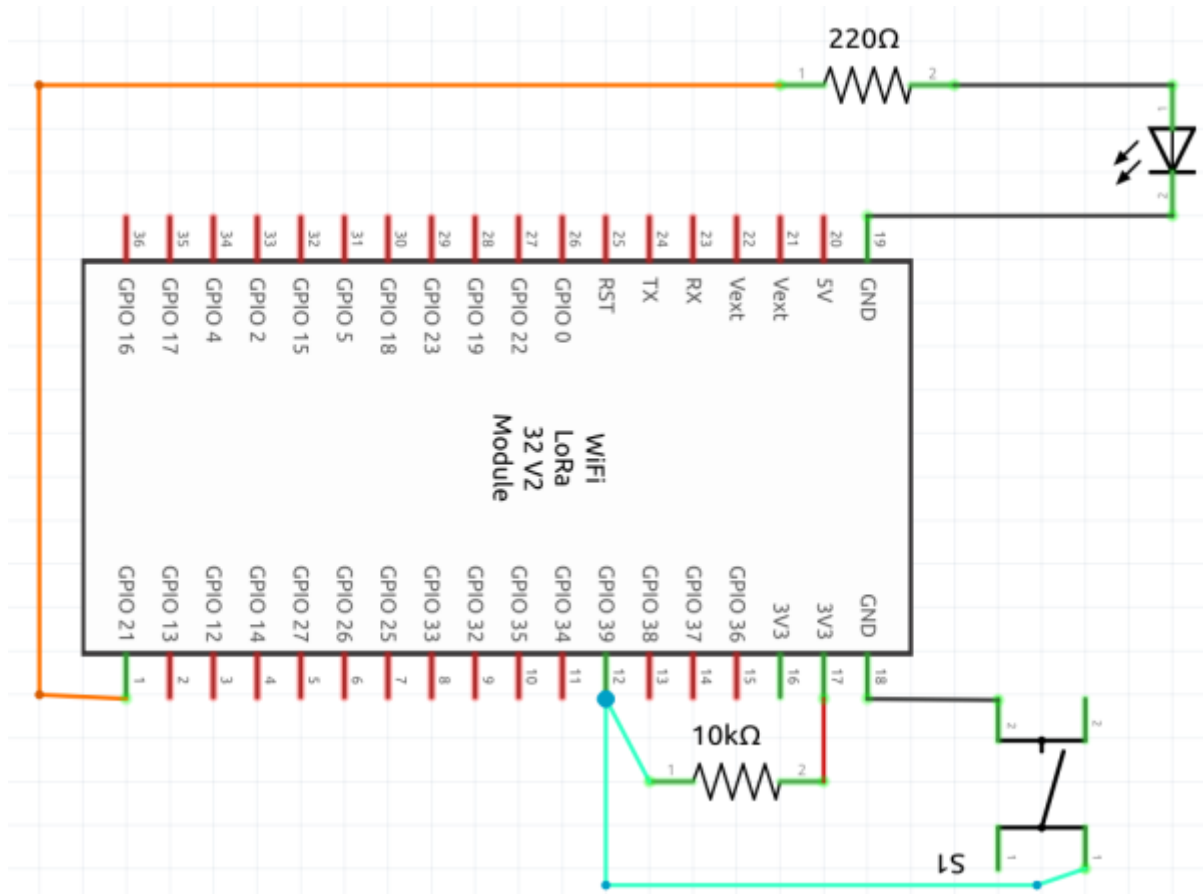 220Ω
1
2
1
2
36
35
34
33
32
31
30
29
28
27
26
25
24
23
22
21
20
19
GPIO 16
GPIO 17
GPIO 4
GPIO 2
GPIO 15
GPIO 5
GPIO 18
GPIO 23
GPIO 19
GPIO 22
GPIO 0
RST
TX
RX
Vext
Vext
5V
GND
WiFi
LoRa
32 V2
Module
GPIO 21
GPIO 13
GPIO 12
GPIO 14
GPIO 27
GPIO 26
GPIO 25
GPIO 33
GPIO 32
GPIO 35
GPIO 34
GPIO 39
GPIO 38
GPIO 37
GPIO 36
3V3
3V3
GND
1
2
3
4
5
6
7
8
9
10
11
12
13
14
15
16
17
18
10kΩ
1
2
2
2
S1
1
1